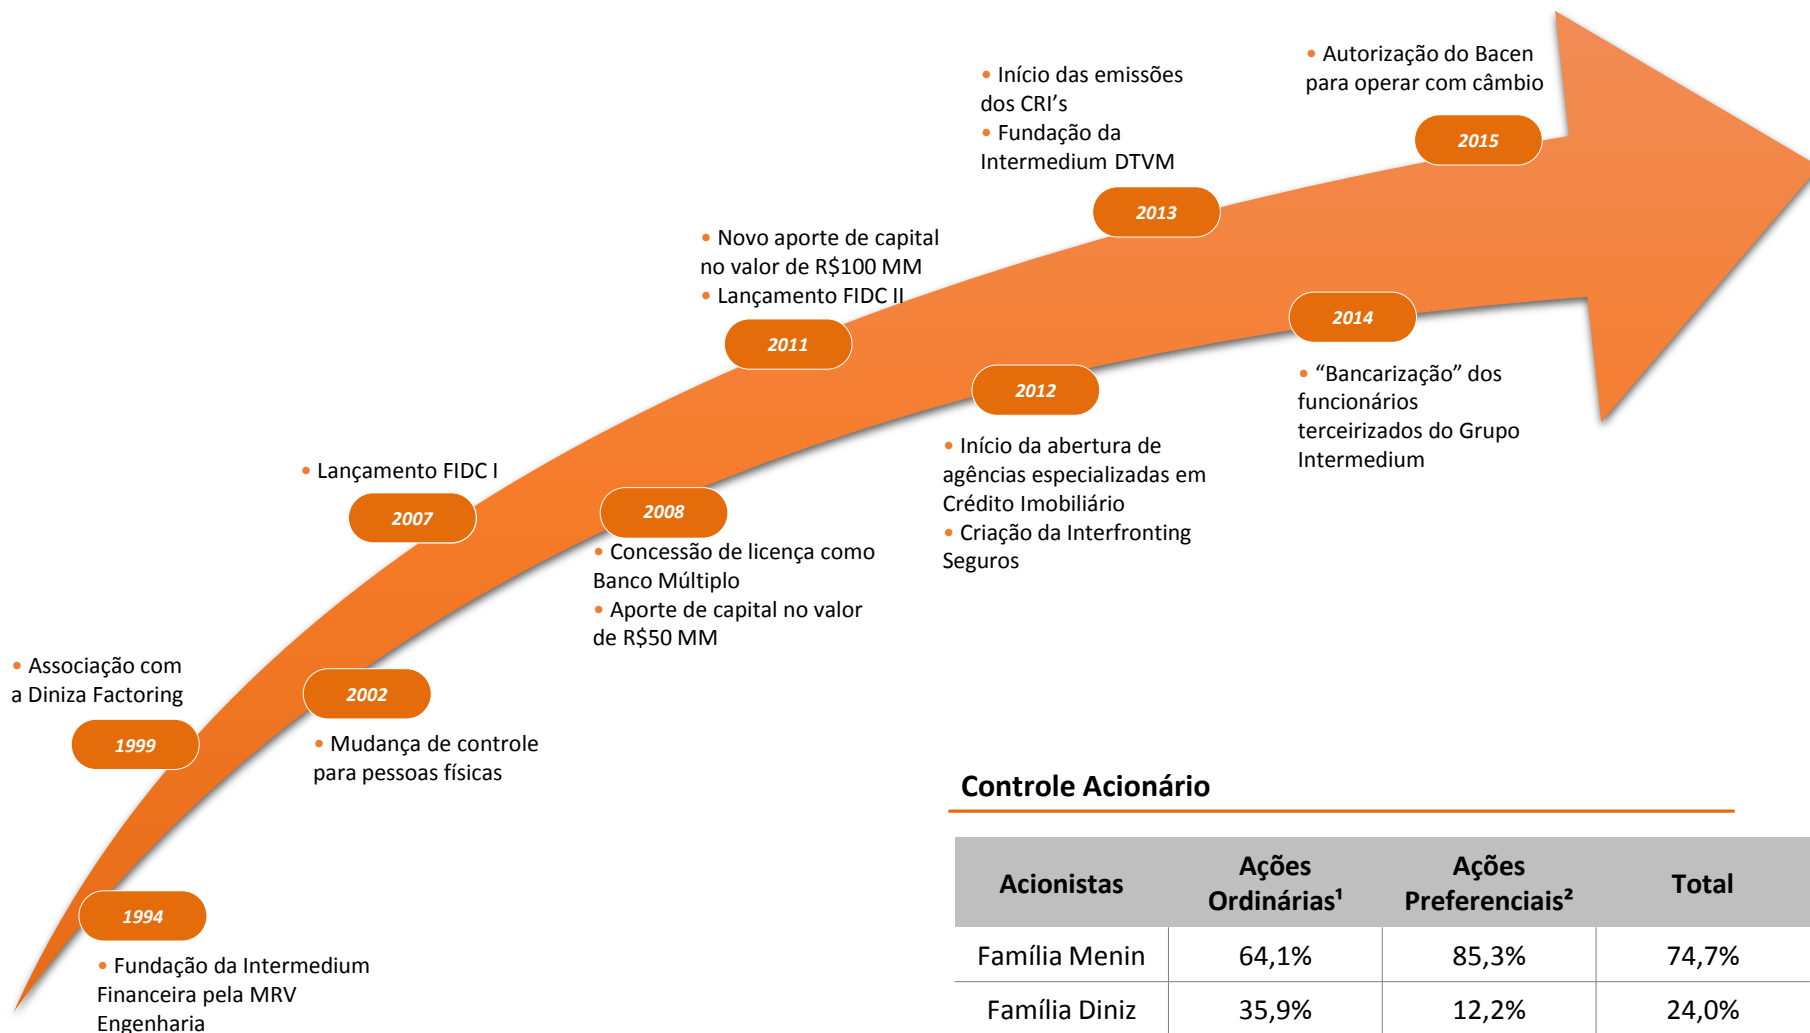 • Autorização do Bacen
para operar com câmbio
2015
• Início das emissões
dos CRI's
• Fundação da
Intermedium DTVM
2013
• Novo aporte de capital
no valor de R$100 MM
• Lançamento FIDC II
2011
2014
• “Bancarização” dos
funcionários
terceirizados do Grupo
Intermedium
2012
• Início da abertura de
agências especializadas em
Crédito Imobiliário
• Criação da Interfronting
Seguros
• Lançamento FIDC I
2007
2008
• Concessão de licença como
Banco Múltiplo
• Aporte de capital no valor
de R$50 MM
• Associação com
a Diniza Factoring
1999
2002
• Mudança de controle
para pessoas físicas
1994
• Fundação da Intermedium
Financeira pela MRV
Engenharia
Controle Acionário
Acionistas Ações Ordinárias¹ Ações Preferenciais² Total
Família Menin 64,1% 85,3% 74,7%
Família Diniz 35,9% 12,2% 24,0%